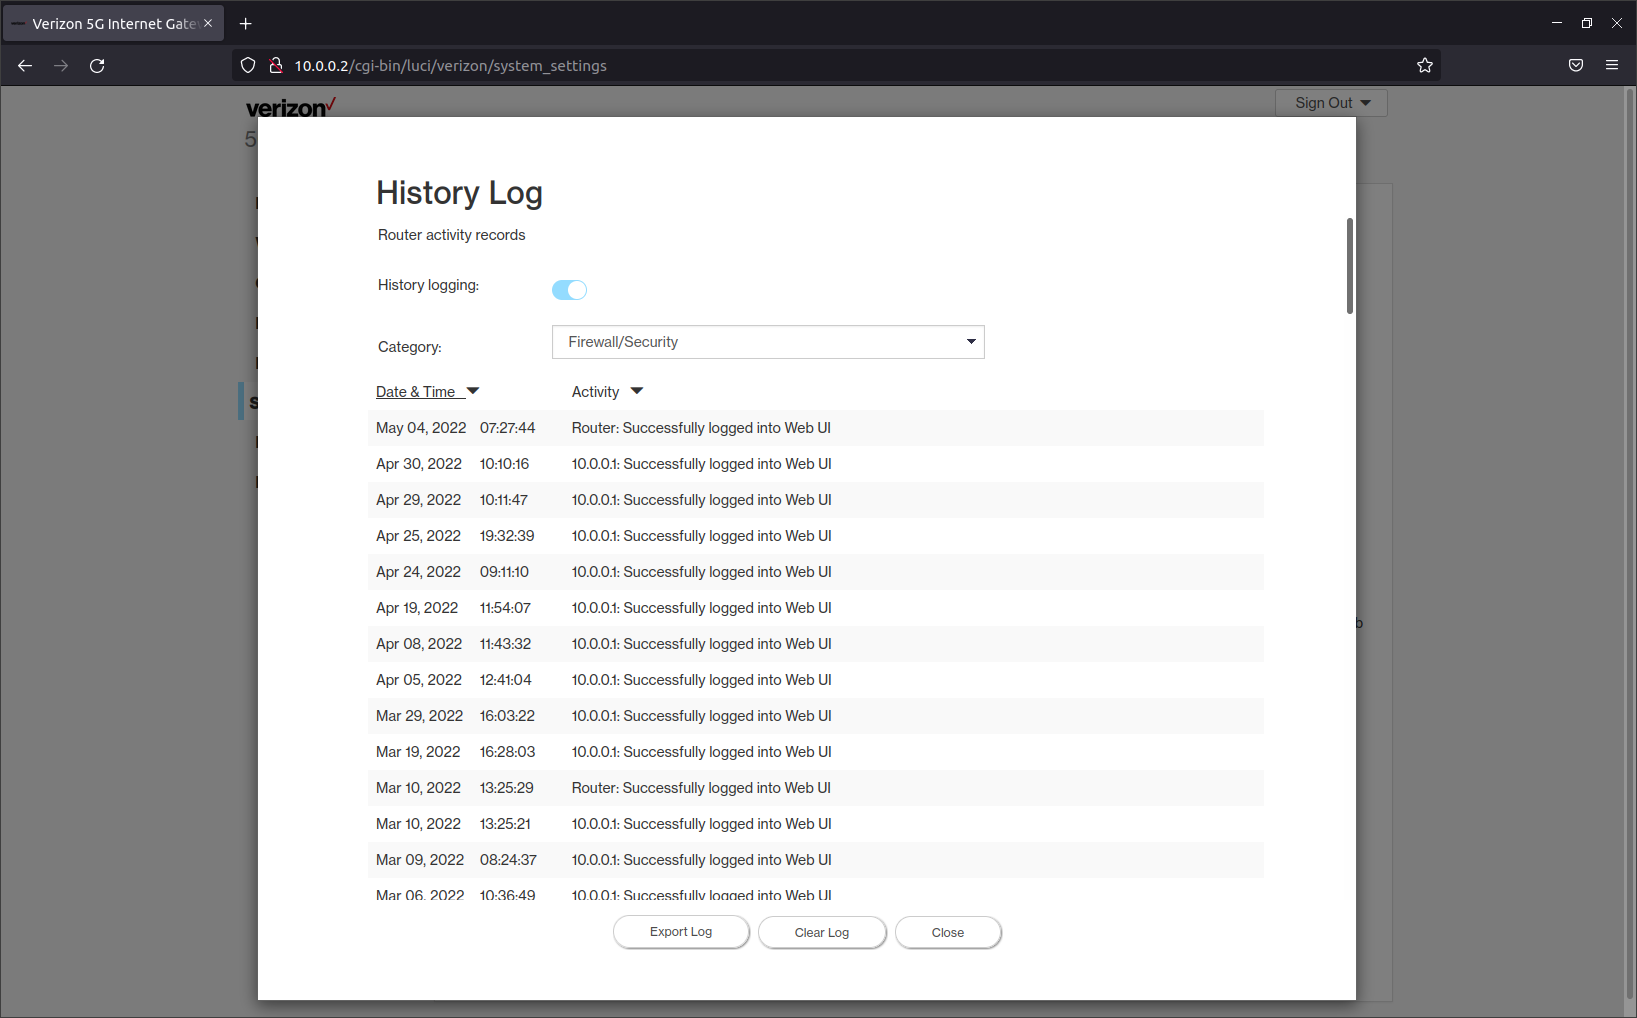 Verizon 5G Internet Gate
10.0.0.2/cgi-bin/luci/verizon/system_settings
verizon
Sign Out
5
History Log
Router activity records
History logging:
Category:
Firewall/Security
Date & Time
Activity
May 04, 2022 07:27:44 Router: Successfully logged into Web UI
Apr 30, 2022 10:10:16 10.0.0.1: Successfully logged into Web UI
Apr 29, 2022 10:11:47 10.0.0.1: Successfully logged into Web UI
Apr 25, 2022 19:32:39 10.0.0.1: Successfully logged into Web UI
Apr 24, 2022 09:11:10 10.0.0.1: Successfully logged into Web UI
Apr 19, 2022 11:54:07 10.0.0.1: Successfully logged into Web UI
Apr 08, 2022 11:43:32 10.0.0.1: Successfully logged into Web UI
Apr 05, 2022 12:41:04 10.0.0.1: Successfully logged into Web UI
Mar 29, 2022 16:03:22 10.0.0.1: Successfully logged into Web UI
Mar 19, 2022 16:28:03 10.0.0.1: Successfully logged into Web UI
Mar 10, 2022 13:25:29 Router: Successfully logged into Web UI
Mar 10, 2022 13:25:21 10.0.0.1: Successfully logged into Web UI
Mar 09, 2022 08:24:37 10.0.0.1: Successfully logged into Web UI
Mar 06, 2022 10:36:49 10.0.0.1: Successfully logged into Web UI
Export Log
Clear Log
Close